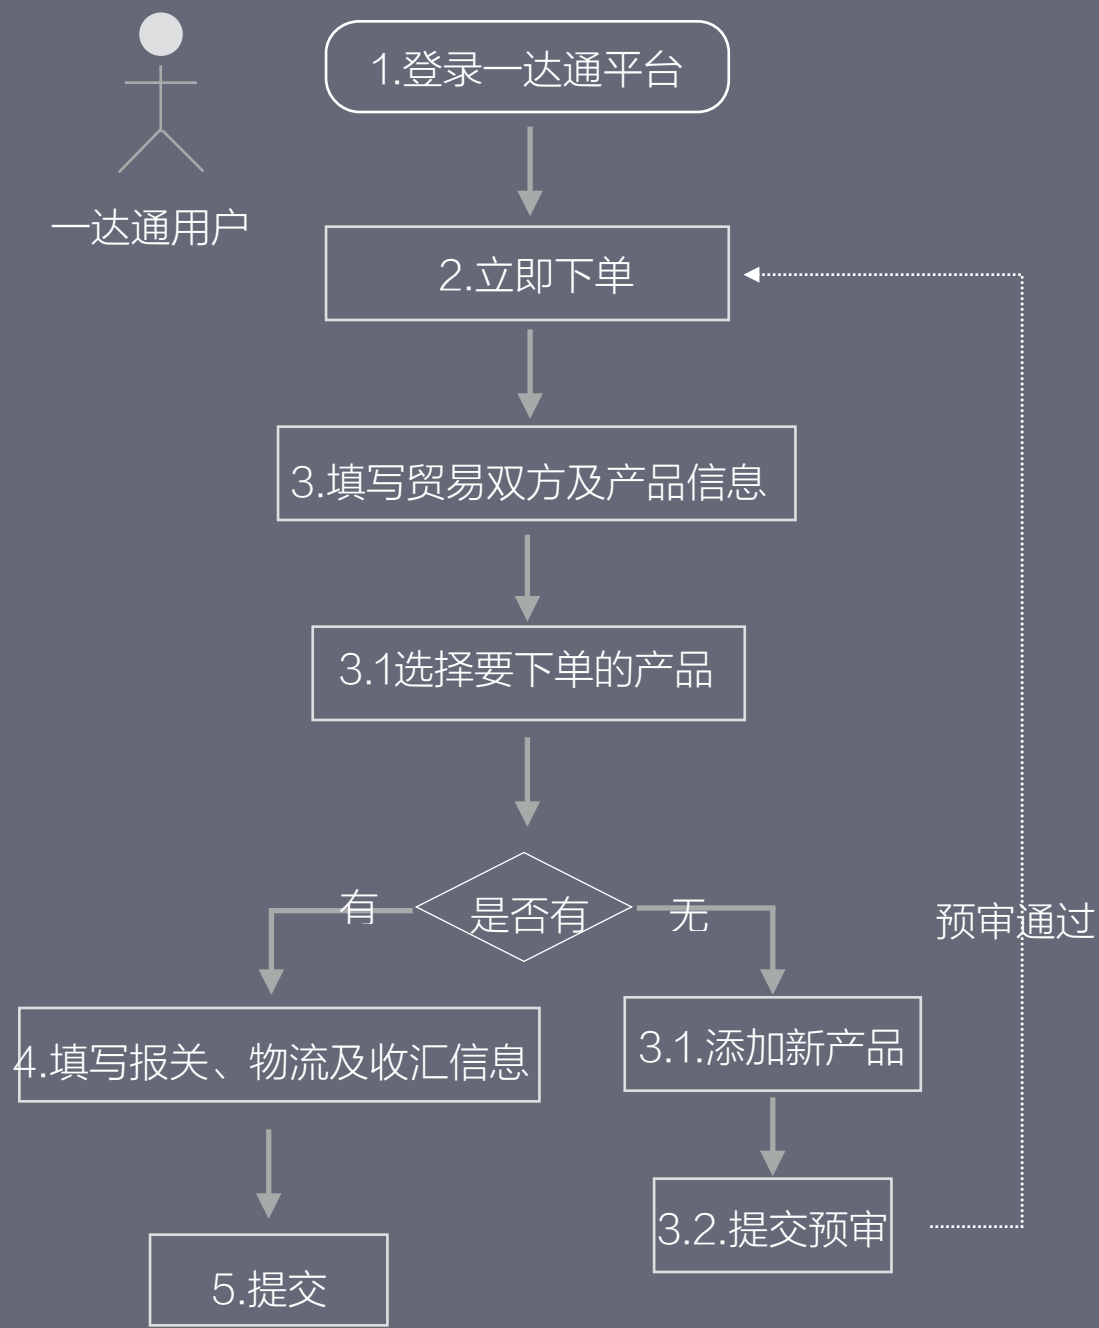 1.登录一达通平台
一达通用户
2.立即下单
3.填写贸易双方及产品信息
3.1选择要下单的产品
有
是否有
无
预审通过
4.填写报关、物流及收汇信息
3.1.添加新产品
3.2.提交预审
5.提交